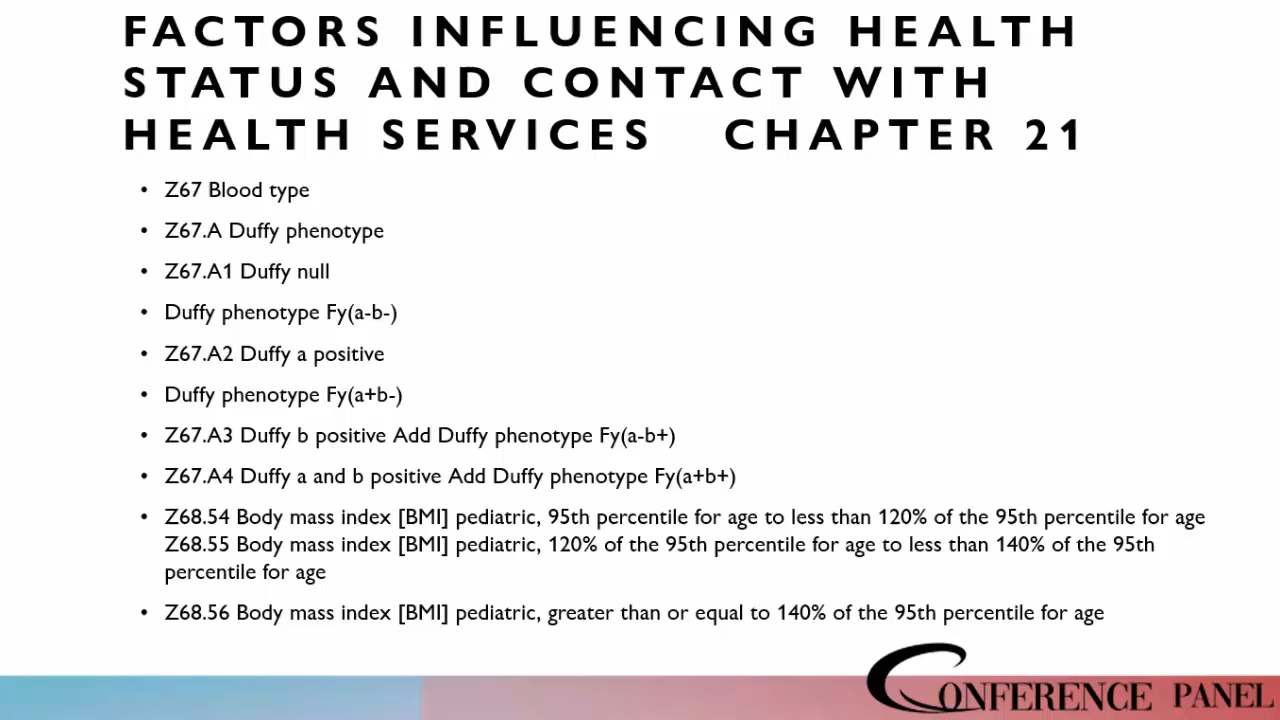 FACTORS INFLUENCING HEALTH
STATUS AND CONTACT WITH
HEALTH SERVICES CHAPTER 21
• Z67 Blood type
• Z67.A Duffy phenotype
• Z67.A1 Duffy null
• Duffy phenotype Fy(a-b-)
• Z67.A2 Duffy a positive
• Duffy phenotype Fy(a+b-)
• Z67.A3 Duffy b positive Add Duffy phenotype Fy(a-b+)
• Z67.A4 Duffy a and b positive Add Duffy phenotype Fy(a+b+)
• Z68.54 Body mass index [BMI] pediatric, 95th percentile for age to less than 120% of the 95th percentile for age
Z68.55 Body mass index [BMI] pediatric, 120% of the 95th percentile for age to less than 140% of the 95th
percentile for age
• Z68.56 Body mass index [BMI] pediatric, greater than or equal to 140% of the 95th percentile for age
CONFERENCE PANEL